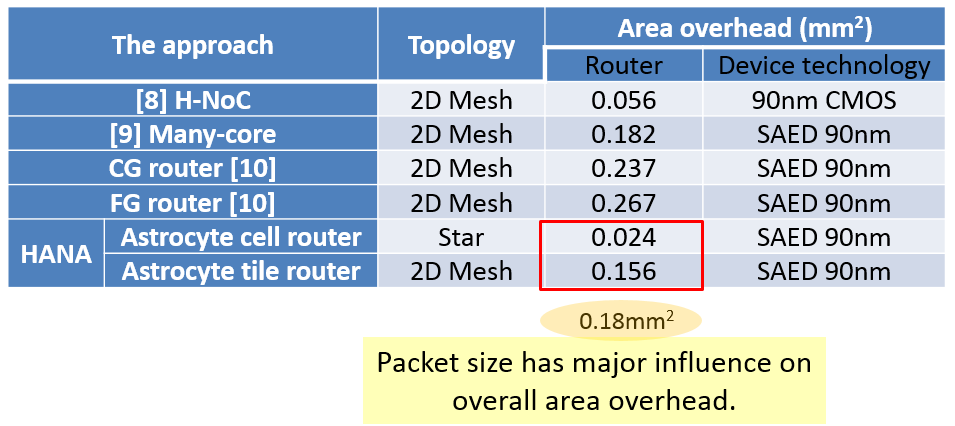 The approach Topology Area overhead (mm²)
Router Device technology
[8] H-NoC 2D Mesh 0.056 90nm CMOS
[9] Many-core 2D Mesh 0.182 SAED 90nm
CG router [10] 2D Mesh 0.237 SAED 90nm
FG router [10] 2D Mesh 0.267 SAED 90nm
HANA Astrocyte cell router Star 0.024 SAED 90nm
Astrocyte tile router 2D Mesh 0.156 SAED 90nm
0.18mm²
Packet size has major influence on
overall area overhead.